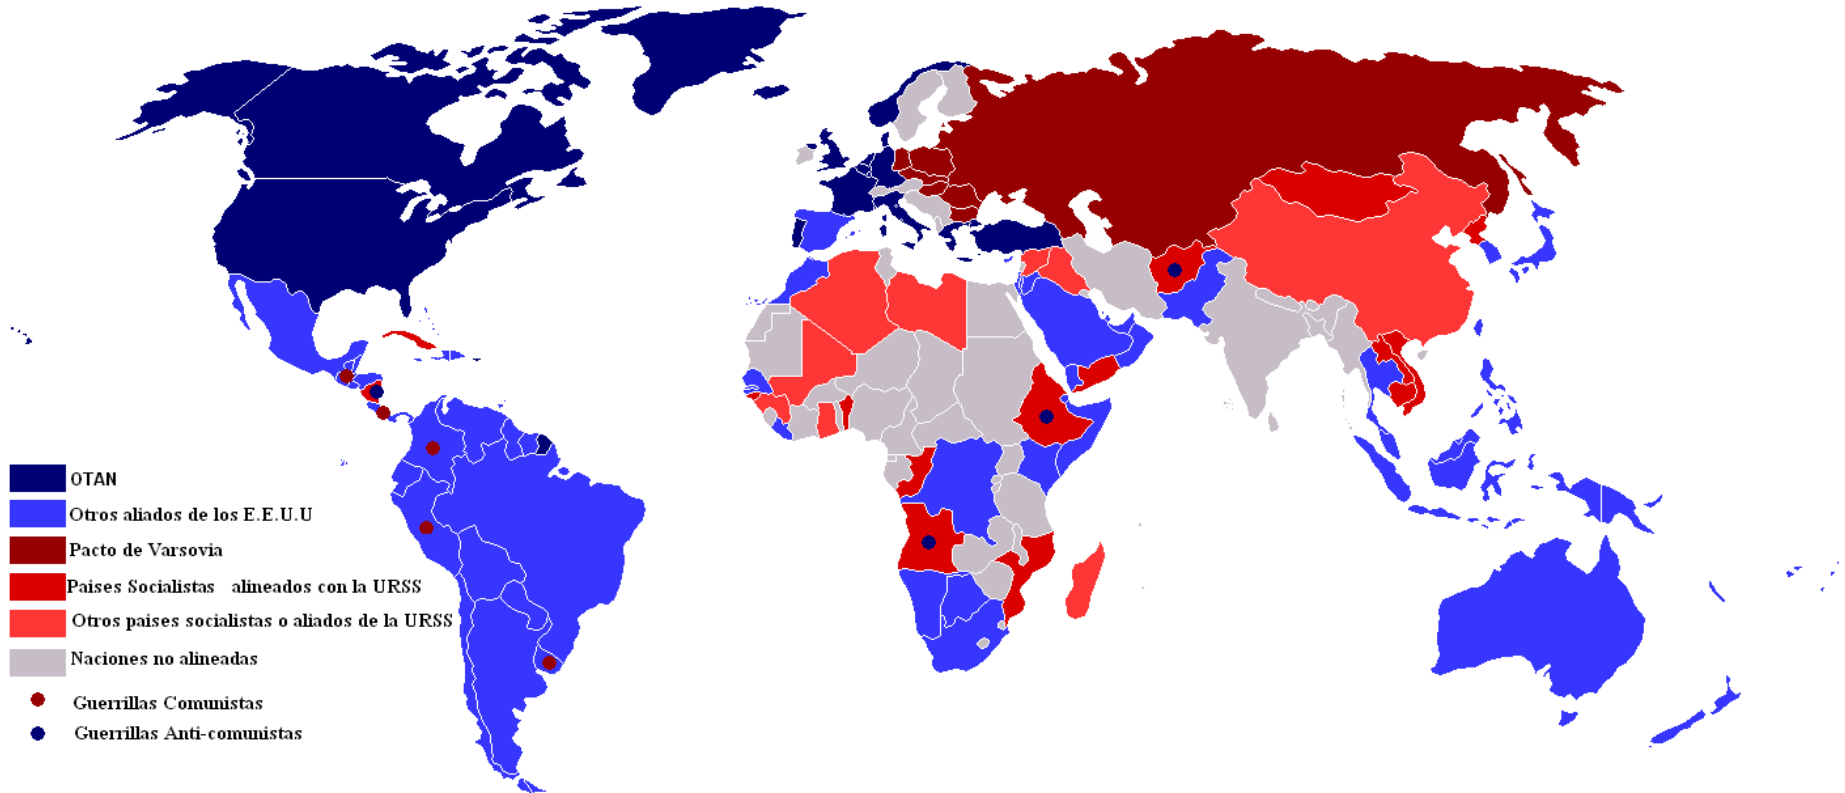 OTAN
Otros aliados de los E.E.U.U
Pacto de Varsovia
Paises Socialistas alineados con la URSS
Otros paises socialistas o aliados de la URSS
Naciones no alineadas
Guerrillas Comunistas
Guerrillas Anti-comunistas